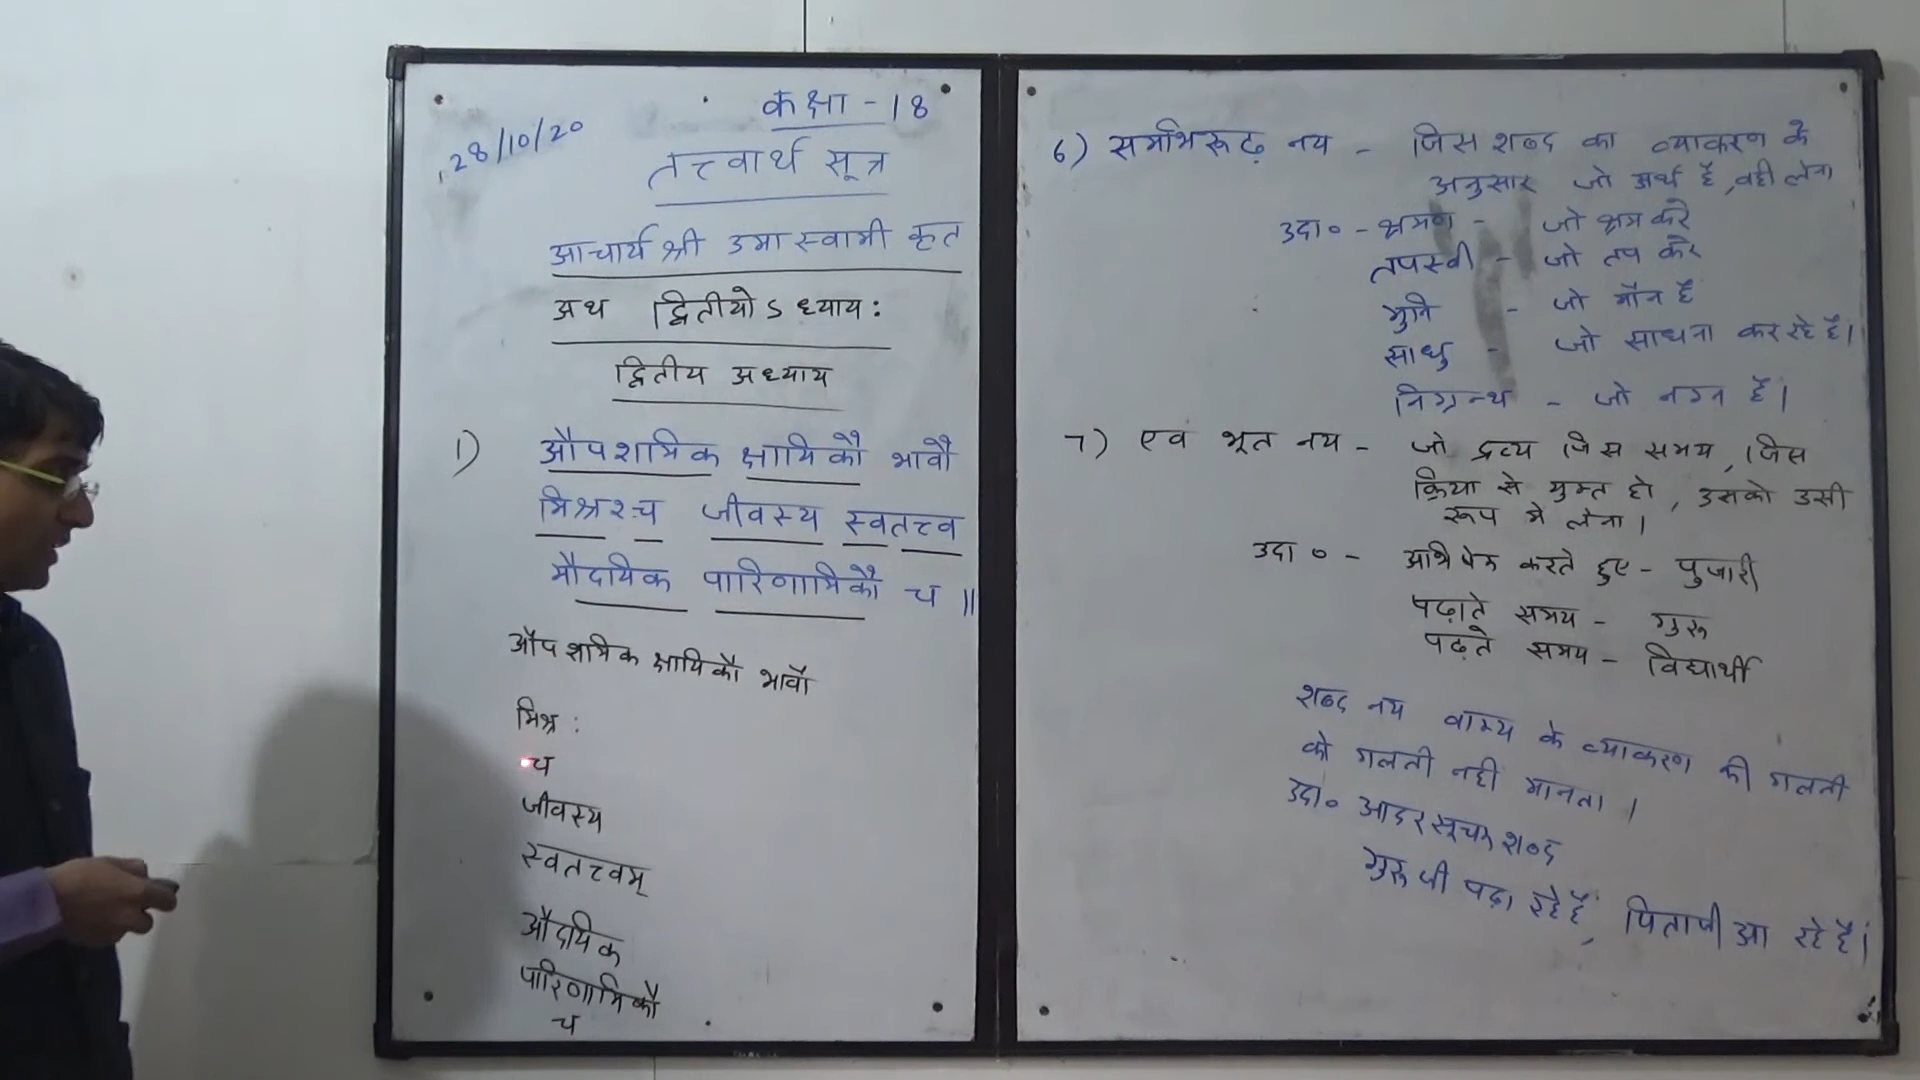 28/10/20
कक्षा - 18
तत्त्वार्थ सूत्र
आचार्य श्री उमास्वामी कृत
अथ द्वितीयोऽध्याय:
द्वितीय अध्याय
1) औपशमिक क्षायिकौ भावौ
मिश्रश्च जीवस्य स्वतत्त्व
मौदयिक पारिणामिकौ च ||
औपशमिक क्षायिकौ भावौ
मिश्र:
च
जीवस्य
स्वतत्त्वम्
औदयिक
पारिणामिकौ
च
6) समभिरूढ़ नय - जिस शब्द का व्याकरण के
अनुसार जो अर्थ है, वही लेना
उदा० - श्रमण - जो श्रम करे
तपस्वी - जो तप करे
मुनि - जो मौन है
साधु - जो साधना कर रहे है।
निग्रन्थ - जो नग्न है।
7) एवं भूत नय - जो द्रव्य जिस समय, जिस
क्रिया से युक्त हो, उसको उसी
रूप मे लेना।
उदा० - अभिषेक करते हुए - पुजारी
पढ़ाते समय - गुरू
पढ़ते समय - विद्यार्थी
शब्द नय वाक्य के व्याकरण की गलती
को गलती नही मानता।
उदा० आदर सूचक शब्द
गुरू जी पढ़ा रहे हैं, पिताजी आ रहे है।